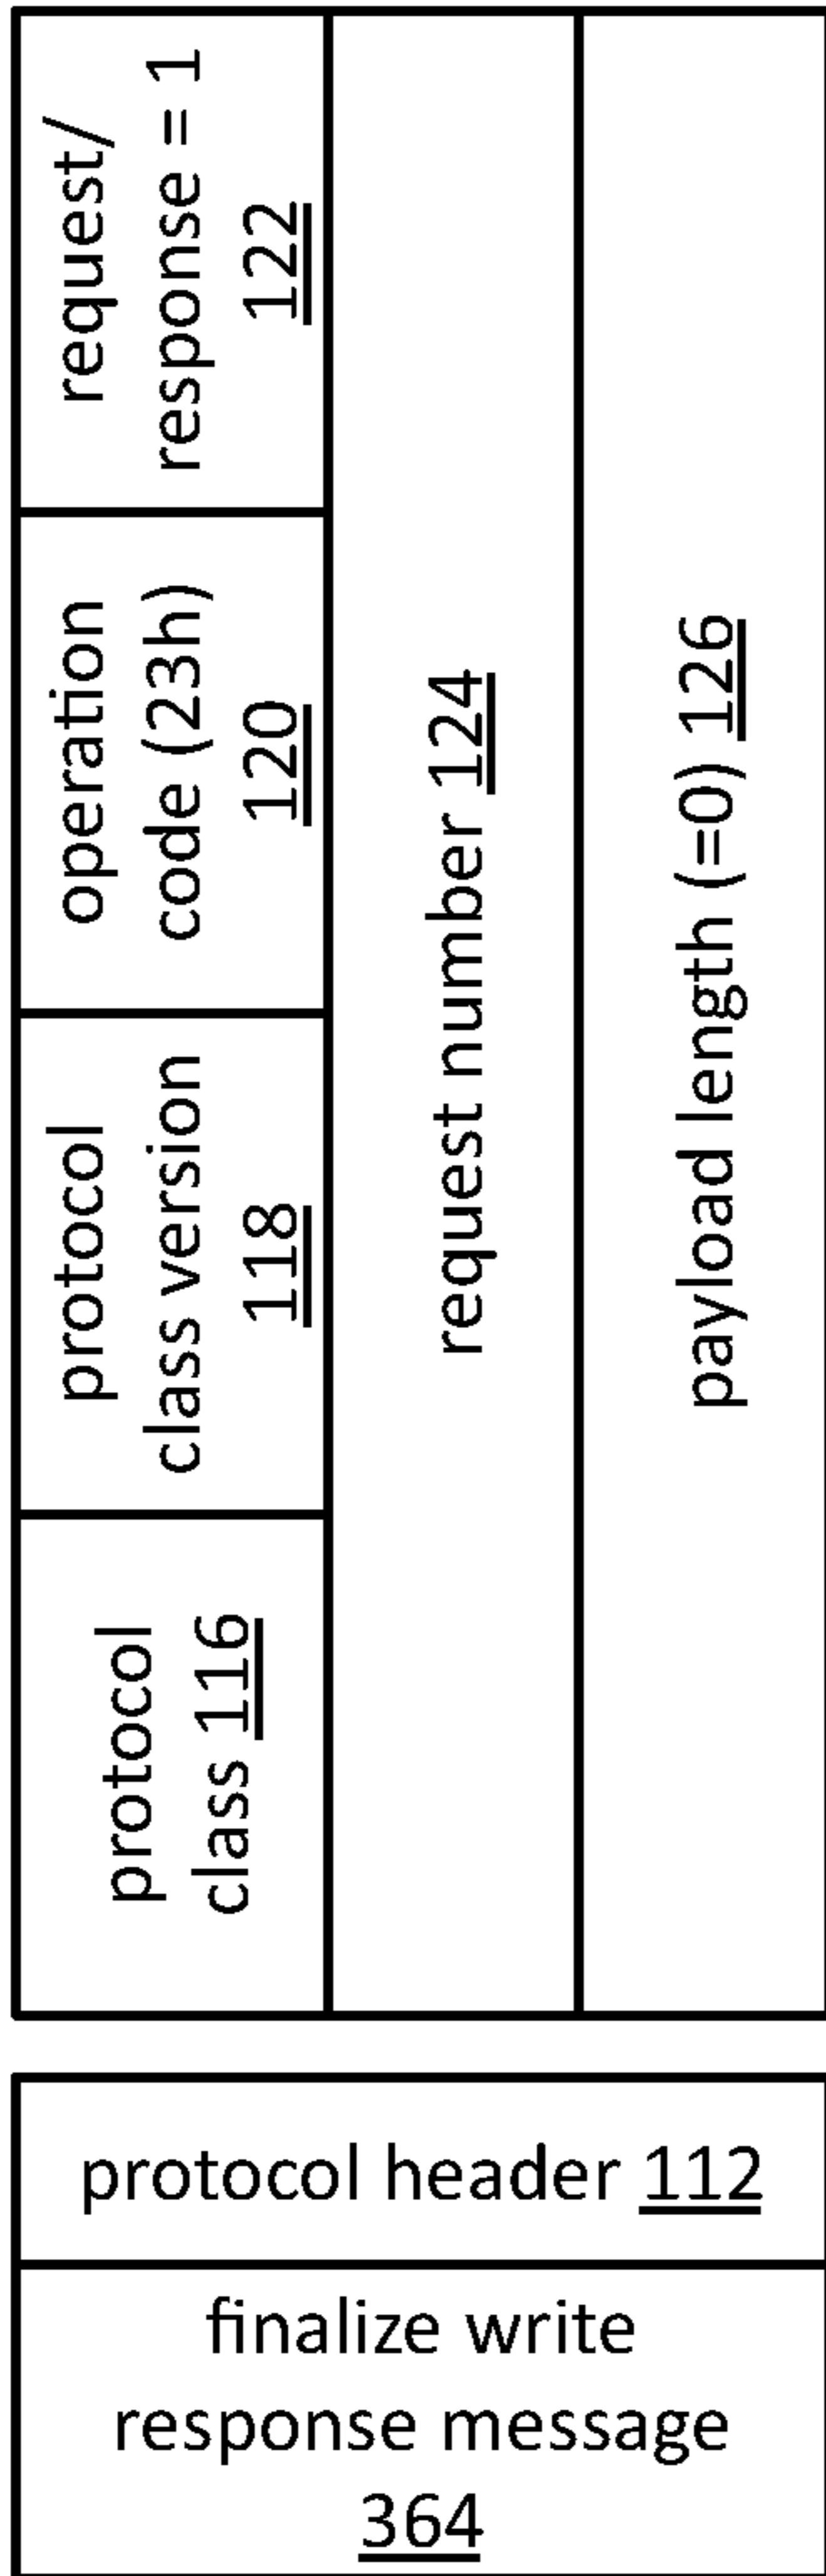 protocol
class 116
protocol
class version
118
operation
code (23h)
120
request/
response = 1
122
request number 124
payload length (=0) 126
protocol header 112
finalize write
response message
364